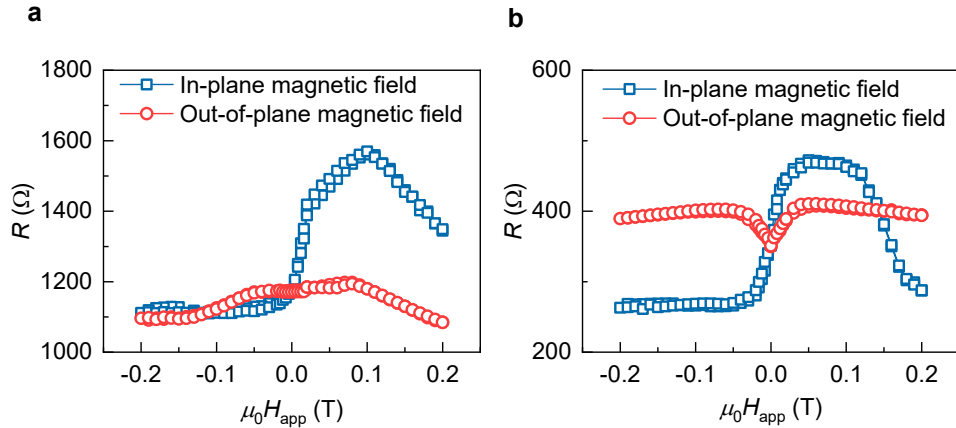 a
1800
1600
1400
1200
1000
R (Ω)
In-plane magnetic field
Out-of-plane magnetic field
-0.2 -0.1 0.0 0.1 0.2
μ0Happ (T)
b
600
400
200
R (Ω)
In-plane magnetic field
Out-of-plane magnetic field
-0.2 -0.1 0.0 0.1 0.2
μ0Happ (T)